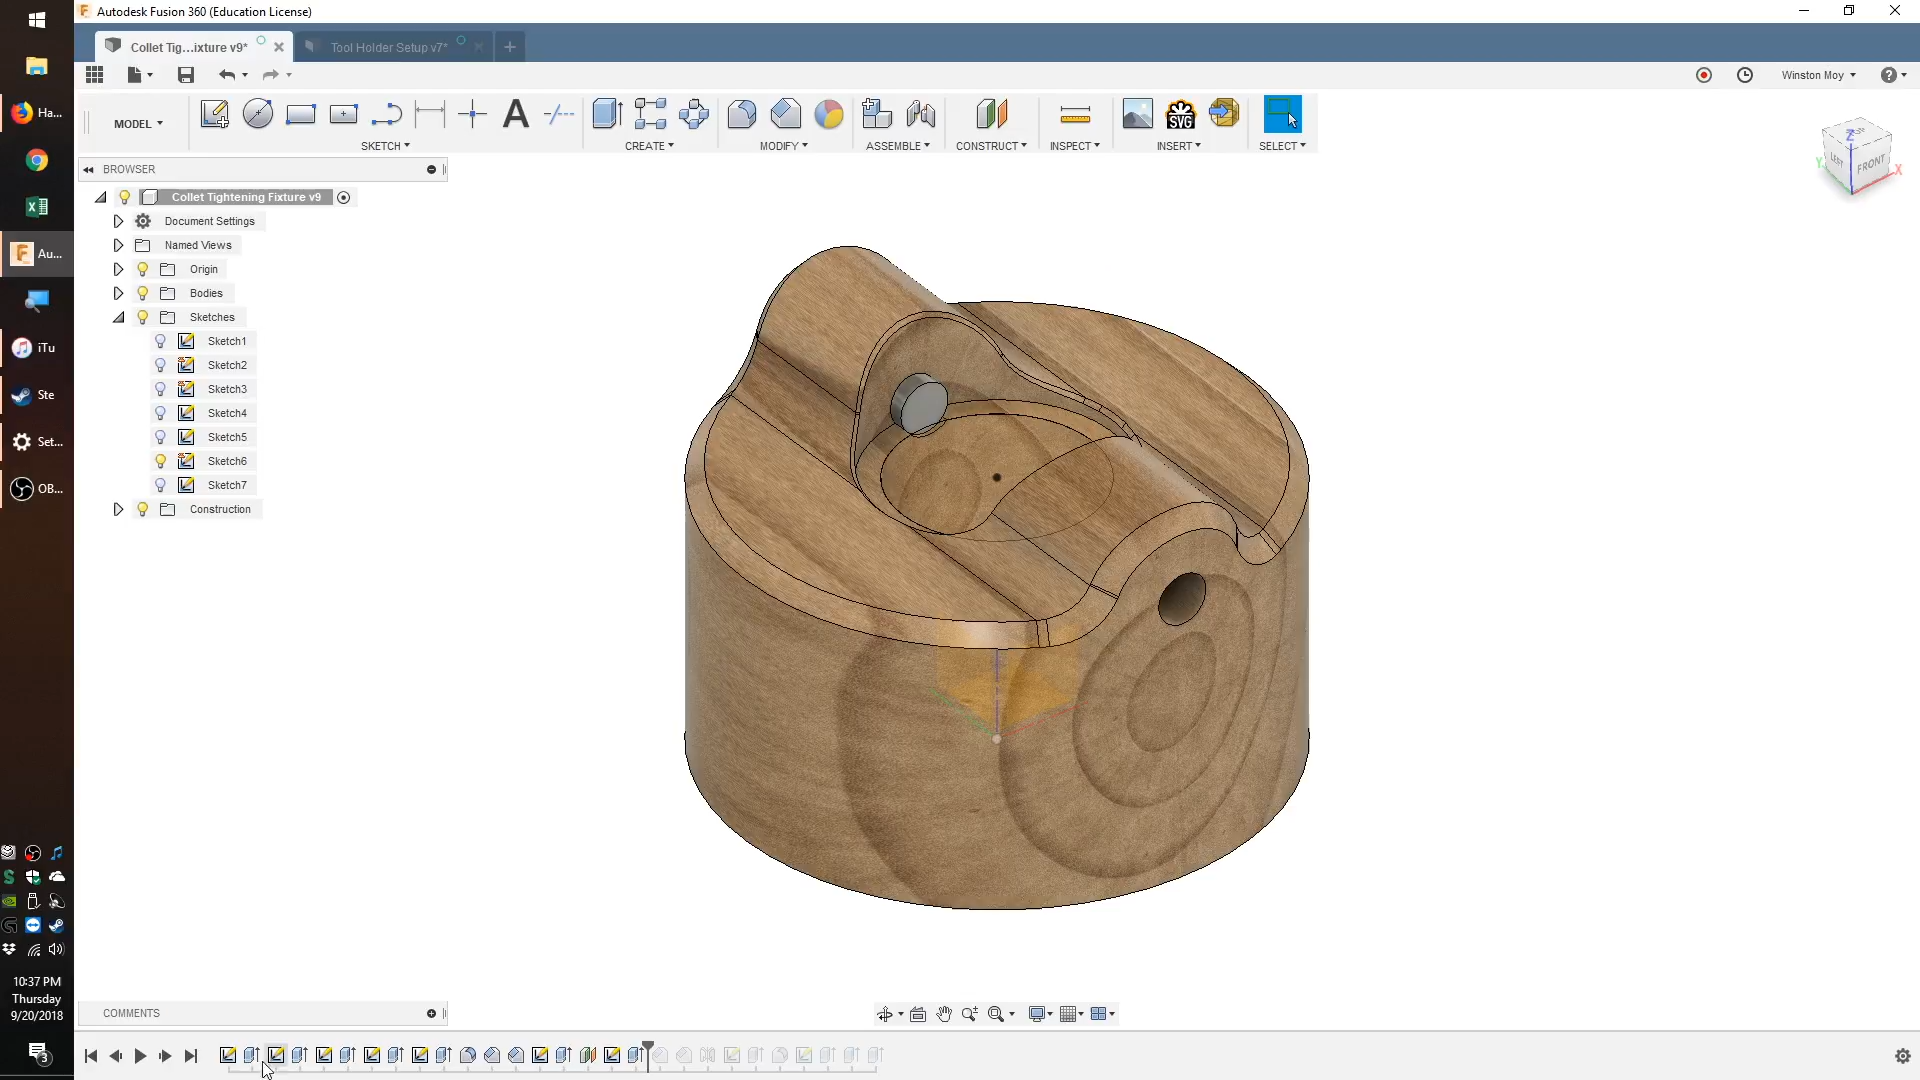 Autodesk Fusion 360 (Education License)
Collet Tig...ixture v9*
Tool Holder Setup v7*
Winston Moy
MODEL
SKETCH
CREATE
MODIFY
ASSEMBLE
CONSTRUCT
INSPECT
SVG
INSERT
SELECT
BROWSER
Collet Tightening Fixture v9
Document Settings
Named Views
Origin
Bodies
Sketches
Sketch1
Sketch2
Sketch3
Sketch4
Sketch5
Sketch6
Sketch7
Construction
Z
Y
X
LEFT
FRONT
Ha...
Au...
iTu
Ste
Set...
OB...
10:37 PM
Thursday
9/20/2018
3
COMMENTS